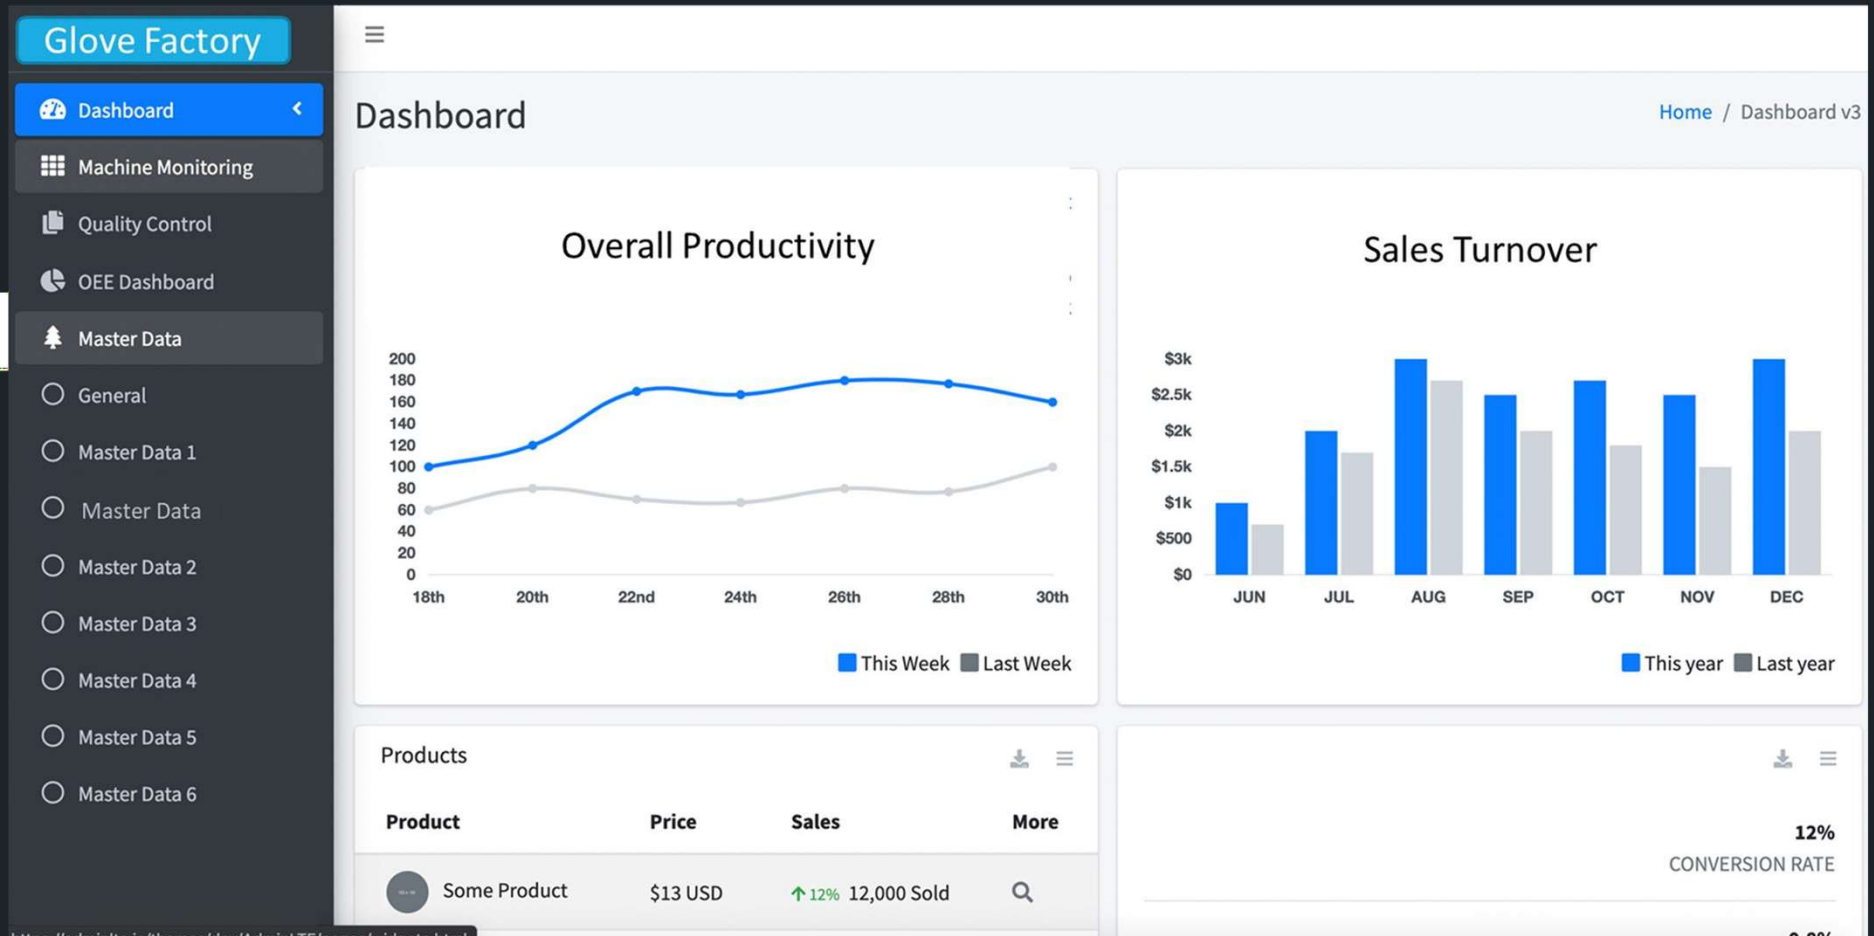 Glove Factory
Dashboard
Machine Monitoring
Quality Control
OEE Dashboard
Master Data
General
Master Data 1
Master Data
Master Data 2
Master Data 3
Master Data 4
Master Data 5
Master Data 6
Dashboard
Home / Dashboard v3
Overall Productivity
200
180
160
140
120
100
80
60
40
20
0
18th 20th 22nd 24th 26th 28th 30th
This Week Last Week
Sales Turnover
$3k
$2.5k
$2k
$1.5k
$1k
$500
$0
JUN JUL AUG SEP OCT NOV DEC
This year Last year
Products
Product Price Sales More
Some Product $13 USD 12% 12,000 Sold
12%
CONVERSION RATE